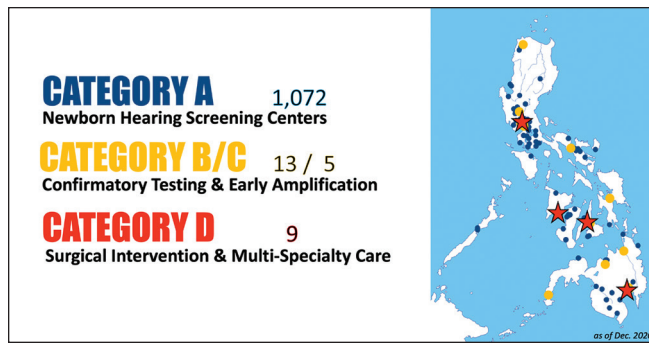 CATEGORY A 1,072
Newborn Hearing Screening Centers
CATEGORY B/C 13 / 5
Confirmatory Testing & Early Amplification
CATEGORY D 9
Surgical Intervention & Multi-Specialty Care
as of Dec. 2020